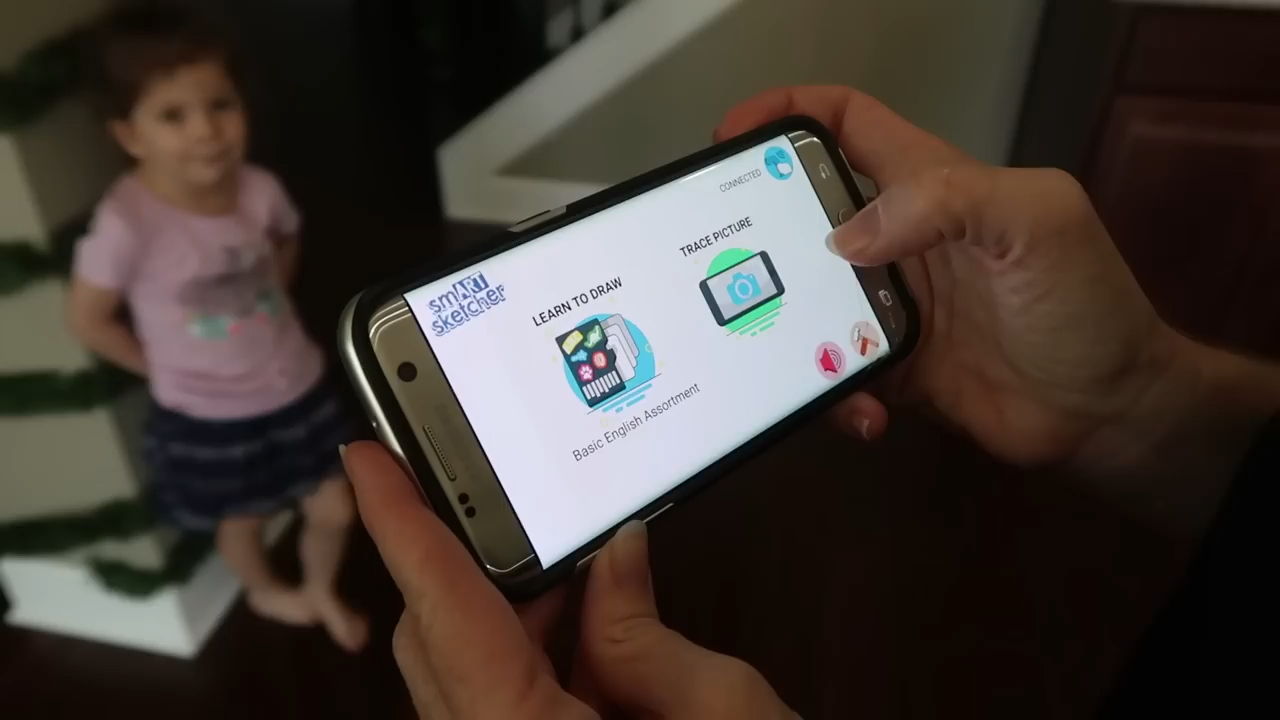 CONNECTED
TRACE PICTURE
smART
sketcher
LEARN TO DRAW
Basic English Assortment